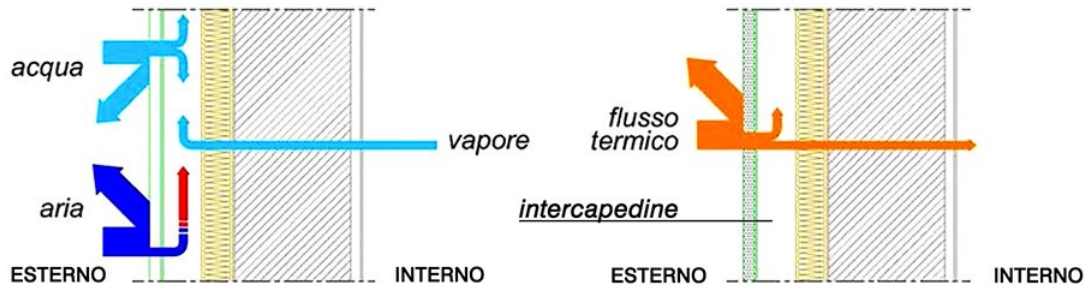 acqua
vapore
aria
ESTERNO
INTERNO
flusso
termico
intercapedine
ESTERNO
INTERNO